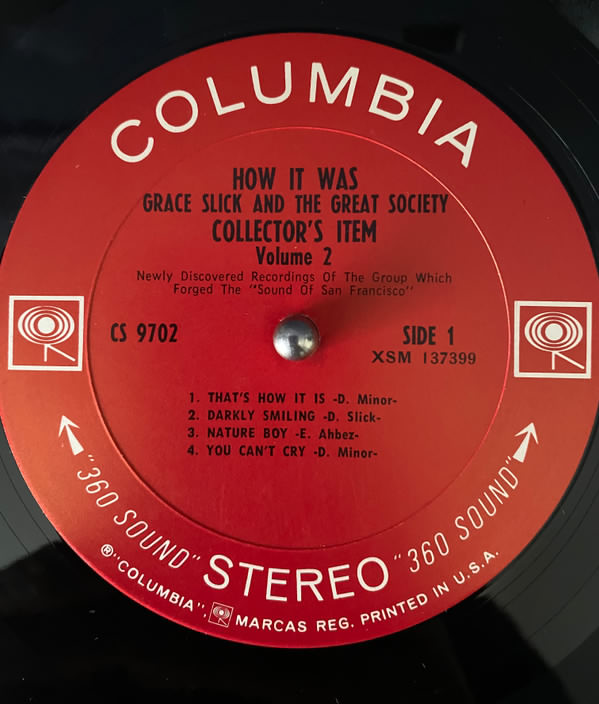 COLUMBIA
HOW IT WAS
GRACE SLICK AND THE GREAT SOCIETY
COLLECTOR'S ITEM
Volume 2
Newly Discovered Recordings Of The Group Which
Forged The "Sound Of San Francisco"
CS 9702
SIDE 1
XSM 137399
1. THAT'S HOW IT IS -D. Minor-
2. DARKLY SMILING -D. Slick-
3. NATURE BOY -E. Ahbez-
4. YOU CAN'T CRY -D. Minor-
"360 SOUND" STEREO "360 SOUND"
®"COLUMBIA", MARCAS REG. PRINTED IN U.S.A.